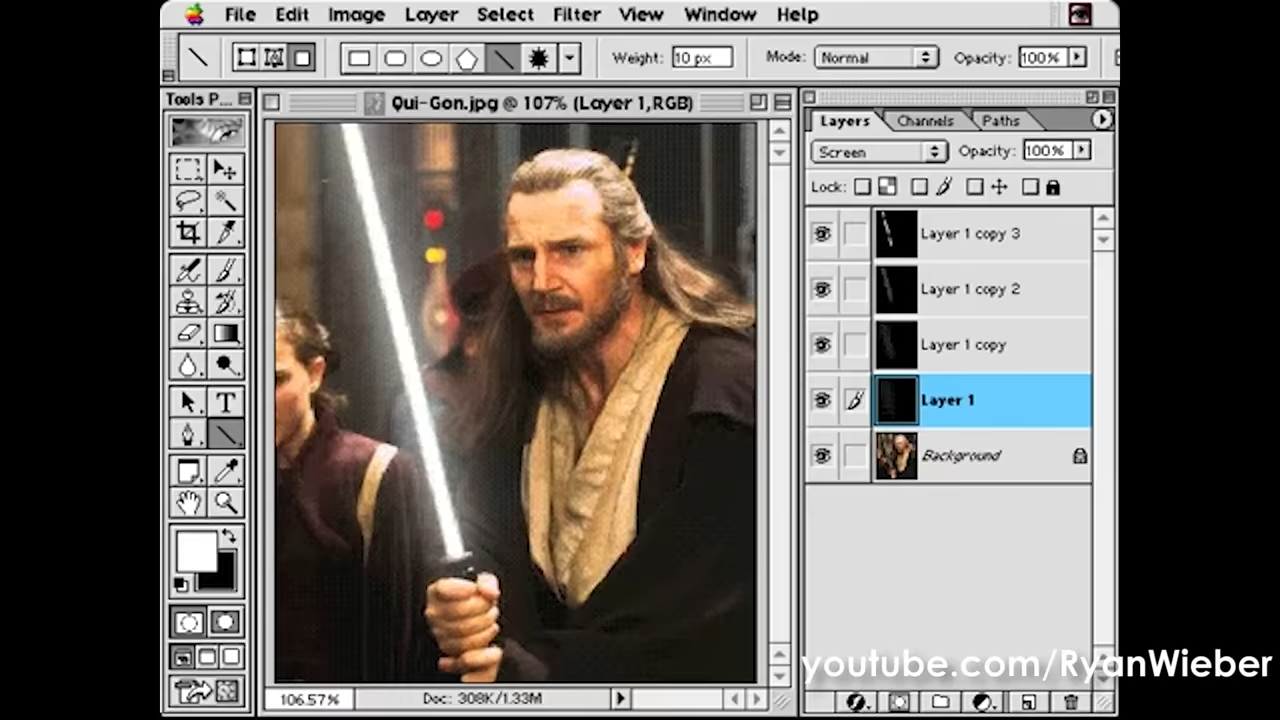 File Edit Image Layer Select Filter View Window Help
Weight: 10 px Mode: Normal Opacity: 100%
Tools P...
Qui-Gon.jpg @ 107% (Layer 1,RGB)
Layers Channels Paths
Screen Opacity: 100%
Lock:
Layer 1 copy 3
Layer 1 copy 2
Layer 1 copy
Layer 1
Background
T
youtube.com/RyanWieber
106.57% Doc: 308K/1.33M